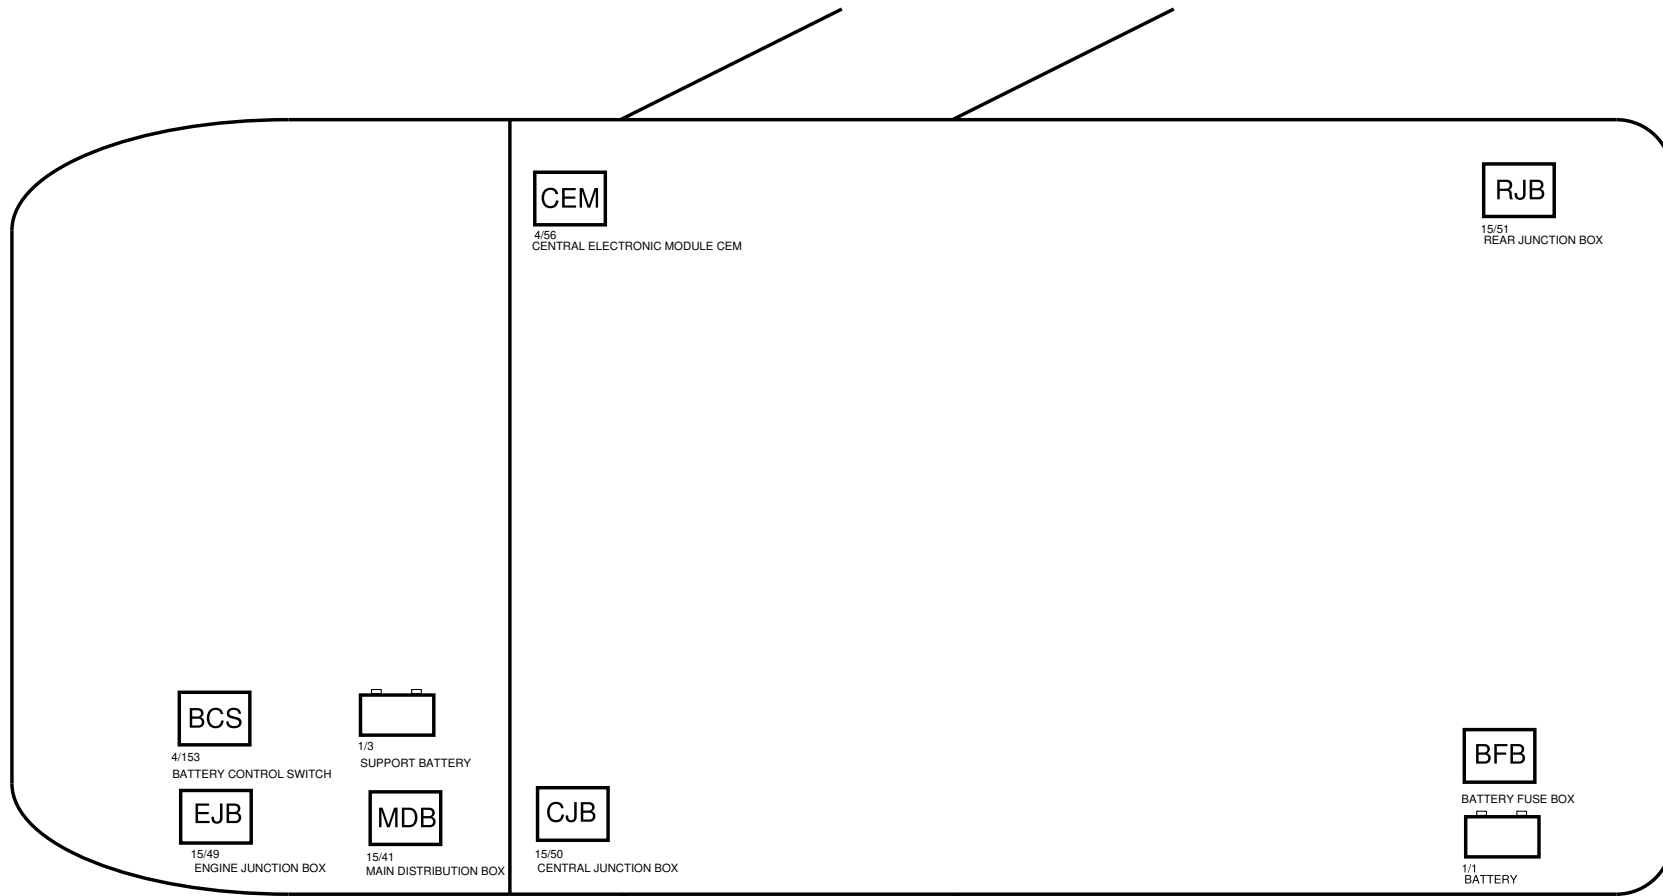 CEM
4/56
CENTRAL ELECTRONIC MODULE CEM
RJB
15/51
REAR JUNCTION BOX
BCS
4/153
BATTERY CONTROL SWITCH
1/3
SUPPORT BATTERY
BFB
BATTERY FUSE BOX
EJB
15/49
ENGINE JUNCTION BOX
MDB
15/41
MAIN DISTRIBUTION BOX
CJB
15/50
CENTRAL JUNCTION BOX
1/1
BATTERY